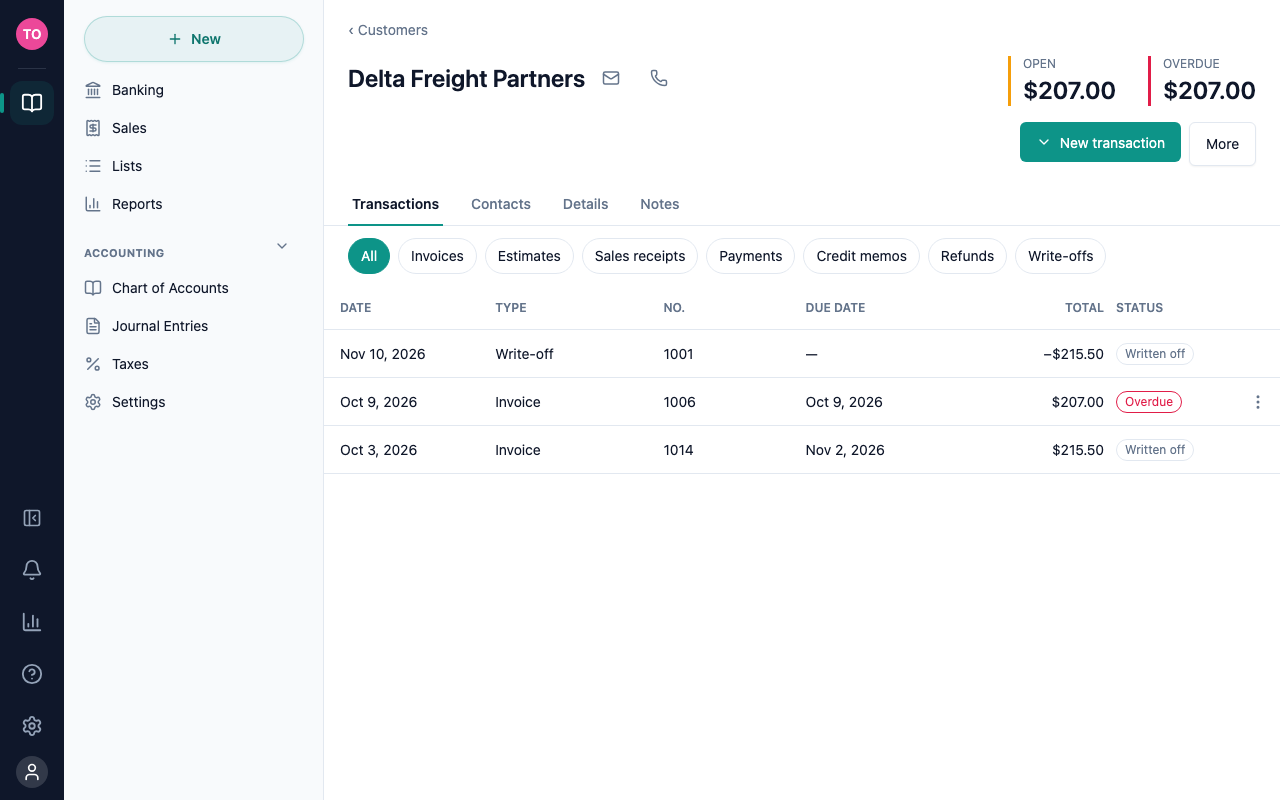 TO
New
Banking
Sales
Lists
Reports
ACCOUNTING
Chart of Accounts
Journal Entries
Taxes
Settings
‹ Customers
Delta Freight Partners
OPEN
$207.00
OVERDUE
$207.00
New transaction
More
Transactions Contacts Details Notes
All Invoices Estimates Sales receipts Payments Credit memos Refunds Write-offs
DATE TYPE NO. DUE DATE TOTAL STATUS
Nov 10, 2026 Write-off 1001 — –$215.50 Written off
Oct 9, 2026 Invoice 1006 Oct 9, 2026 $207.00 Overdue
Oct 3, 2026 Invoice 1014 Nov 2, 2026 $215.50 Written off